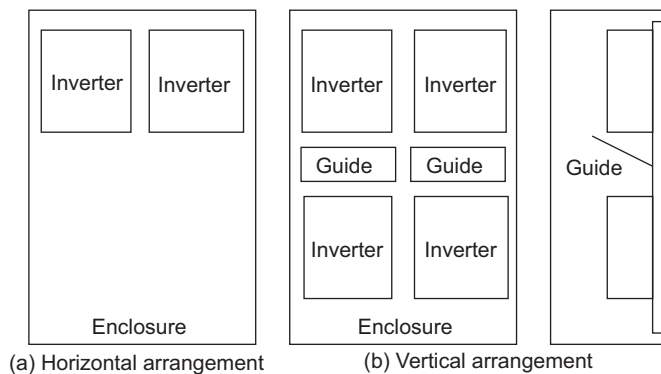 Inverter Inverter
Enclosure
(a) Horizontal arrangement
Inverter Inverter
Guide Guide
Inverter Inverter
Enclosure
Guide
(b) Vertical arrangement